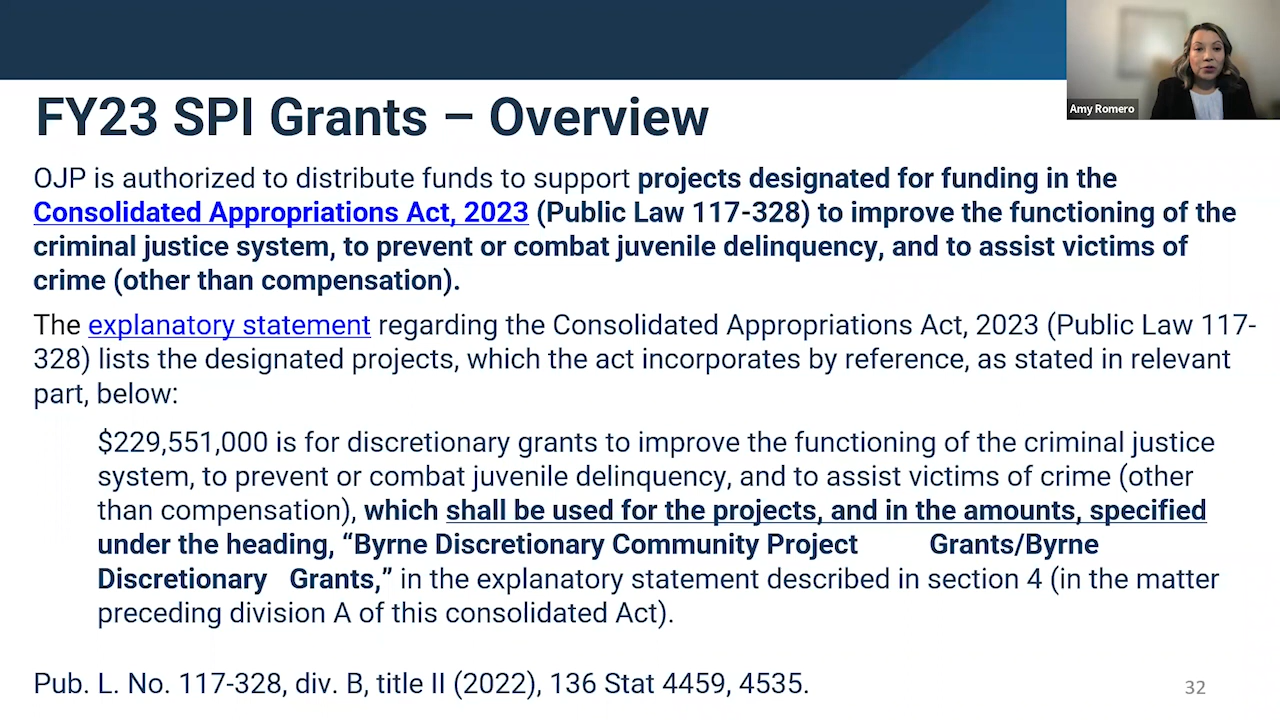 Amy Romero
FY23 SPI Grants – Overview
OJP is authorized to distribute funds to support projects designated for funding in the
Consolidated Appropriations Act, 2023 (Public Law 117-328) to improve the functioning of the
criminal justice system, to prevent or combat juvenile delinquency, and to assist victims of
crime (other than compensation).
The explanatory statement regarding the Consolidated Appropriations Act, 2023 (Public Law 117-
328) lists the designated projects, which the act incorporates by reference, as stated in relevant
part, below:
$229,551,000 is for discretionary grants to improve the functioning of the criminal justice
system, to prevent or combat juvenile delinquency, and to assist victims of crime (other
than compensation), which shall be used for the projects, and in the amounts, specified
under the heading, “Byrne Discretionary Community Project Grants/Byrne
Discretionary Grants,” in the explanatory statement described in section 4 (in the matter
preceding division A of this consolidated Act).
Pub. L. No. 117-328, div. B, title II (2022), 136 Stat 4459, 4535.
32